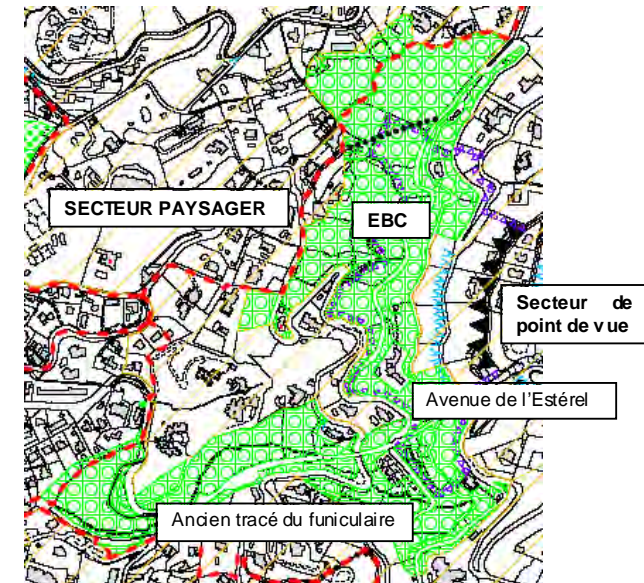 SECTEUR PAYSAGER
EBC
Secteur de
point de vue
Avenue de l'Estérel
Ancien tracé du funiculaire